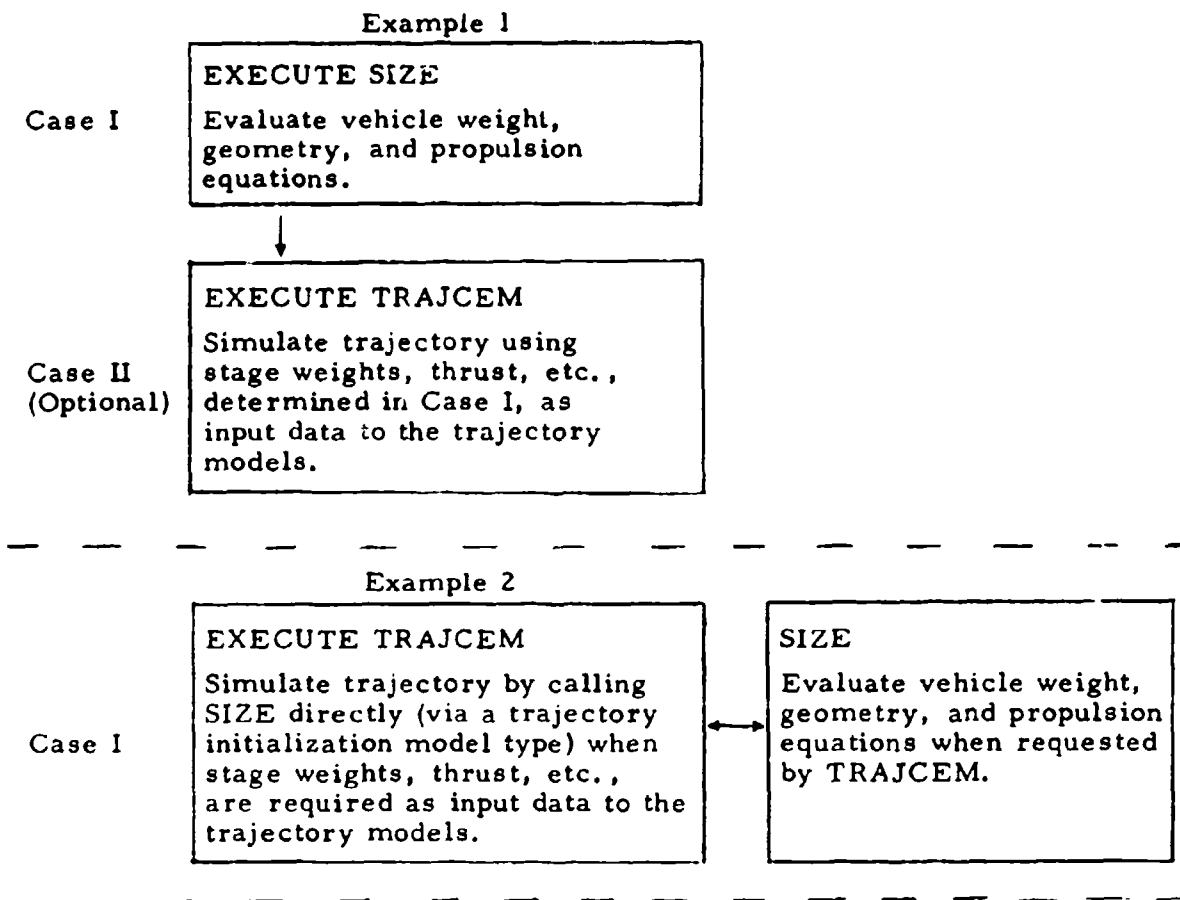 Example 1
Case I
EXECUTE SIZE
Evaluate vehicle weight,
geometry, and propulsion
equations.
Case II
(Optional)
EXECUTE TRAJCEM
Simulate trajectory using
stage weights, thrust, etc.,
determined in Case I, as
input data to the trajectory
models.
Example 2
Case I
EXECUTE TRAJCEM
Simulate trajectory by calling
SIZE directly (via a trajectory
initialization model type) when
stage weights, thrust, etc.,
are required as input data to the
trajectory models.
SIZE
Evaluate vehicle weight,
geometry, and propulsion
equations when requested
by TRAJCEM.